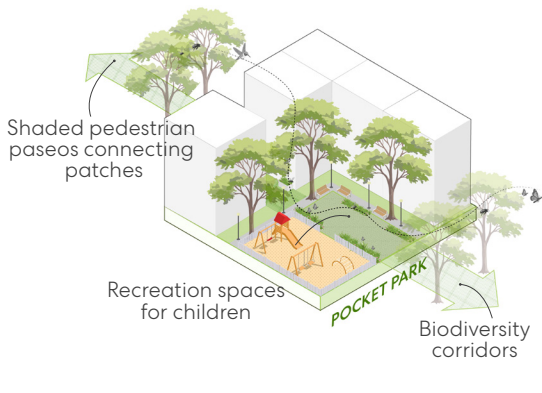 Shaded pedestrian
paseos connecting
patches
Recreation spaces
for children
POCKET PARK
Biodiversity
corridors